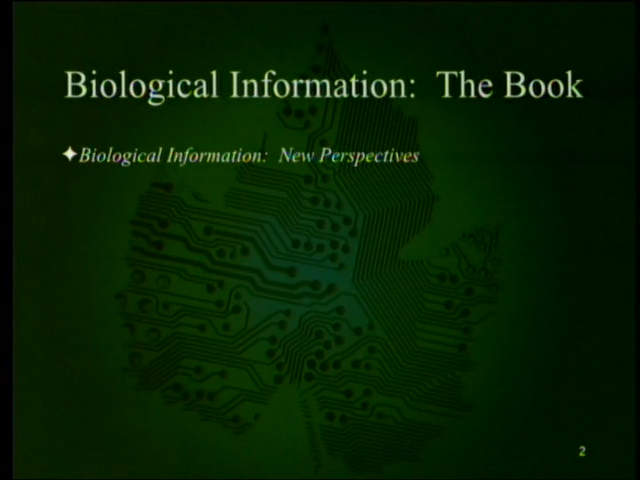 Biological Information: The Book
✦Biological Information: New Perspectives
2